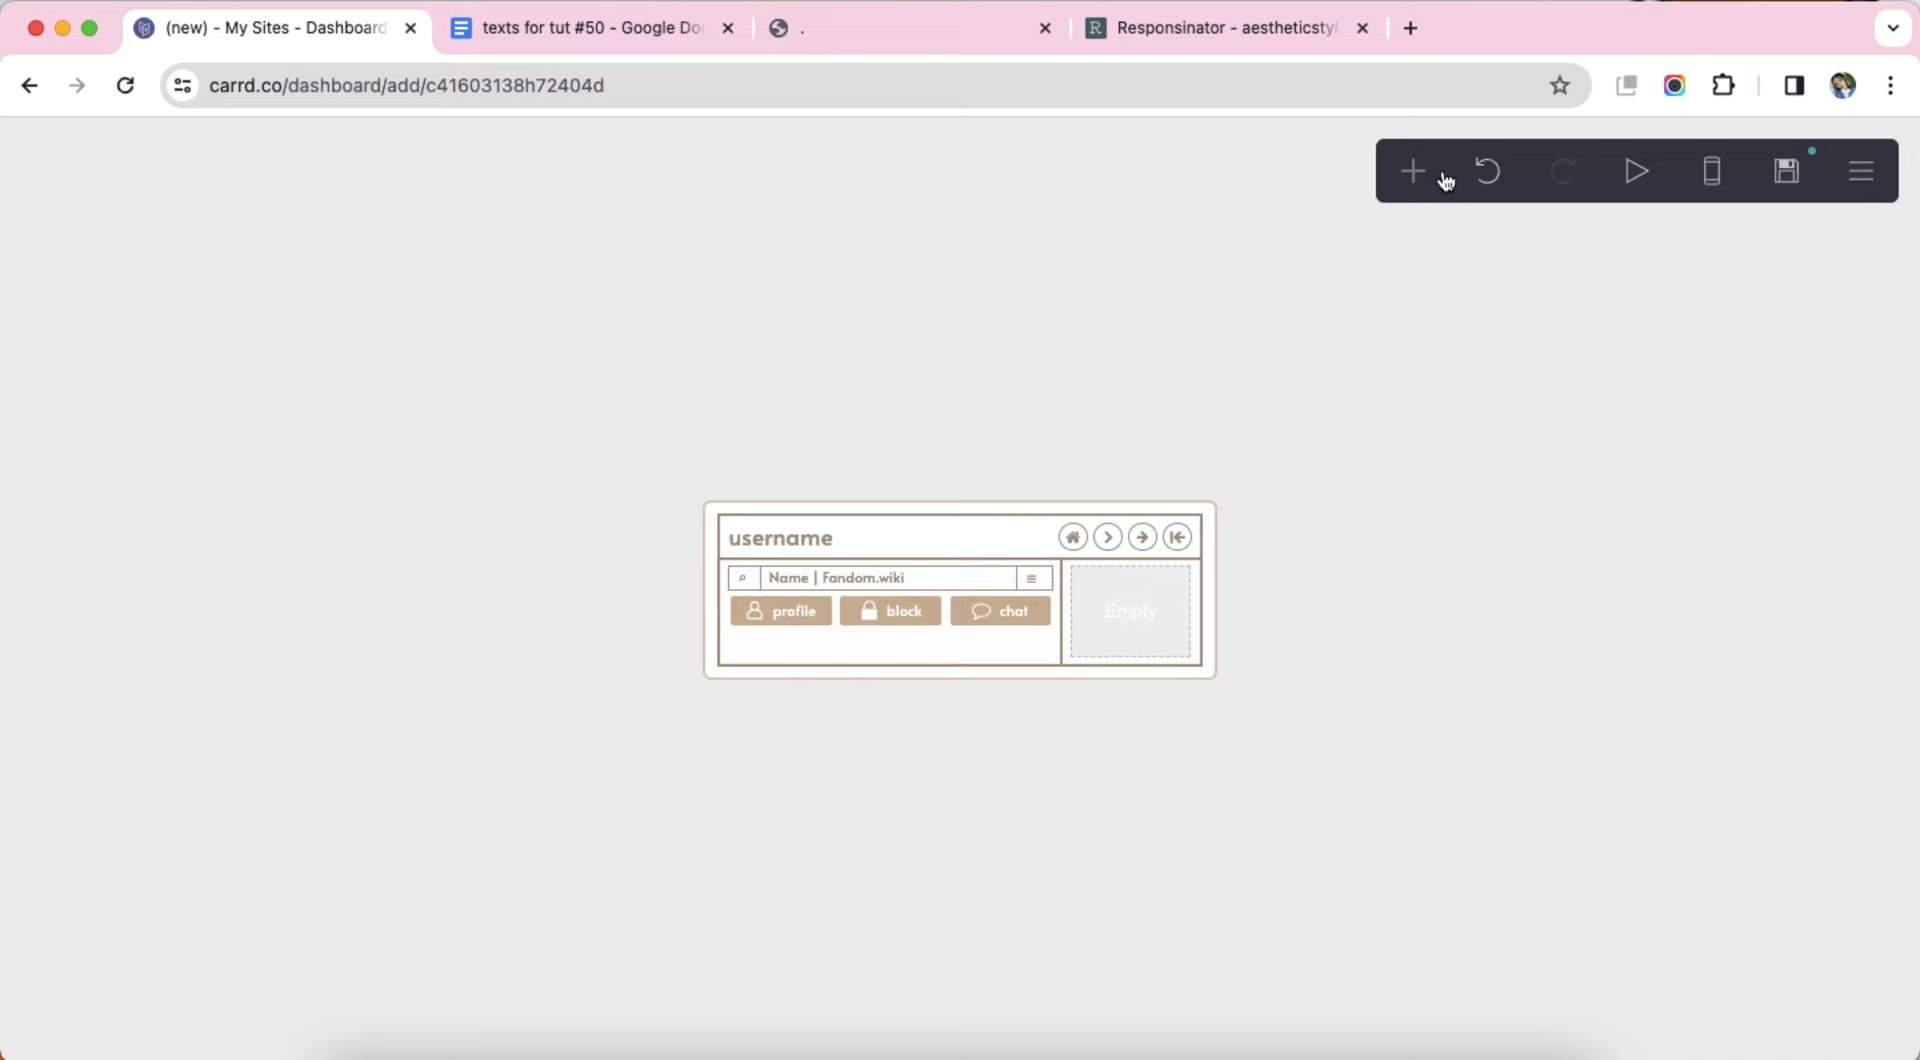 (new) - My Sites - Dashboard
texts for tut #50 - Google Do
.
Responsinator - aestheticstyl
carrd.co/dashboard/add/c41603138h72404d
username
Name | Fandom.wiki
profile
block
chat
Empty